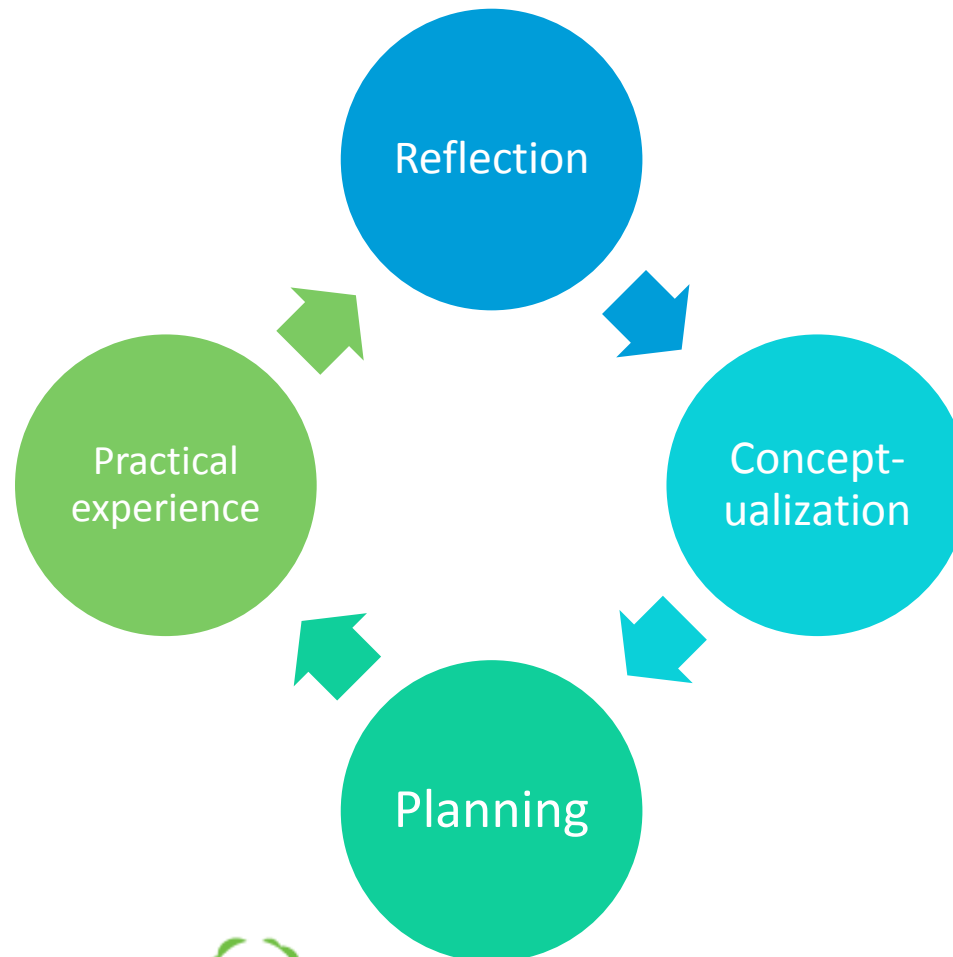 Reflection
Concept-
ualization
Planning
Practical
experience